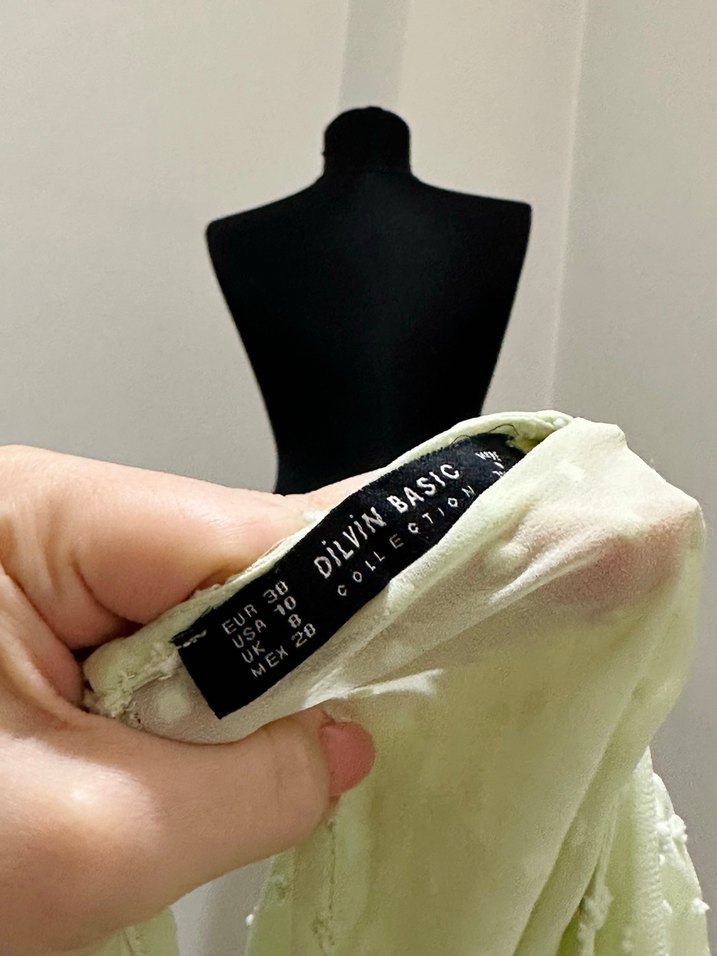 DİLVİN BASIC
COLLECTION
EUR 38
USA 10
UK 8
MEX 28